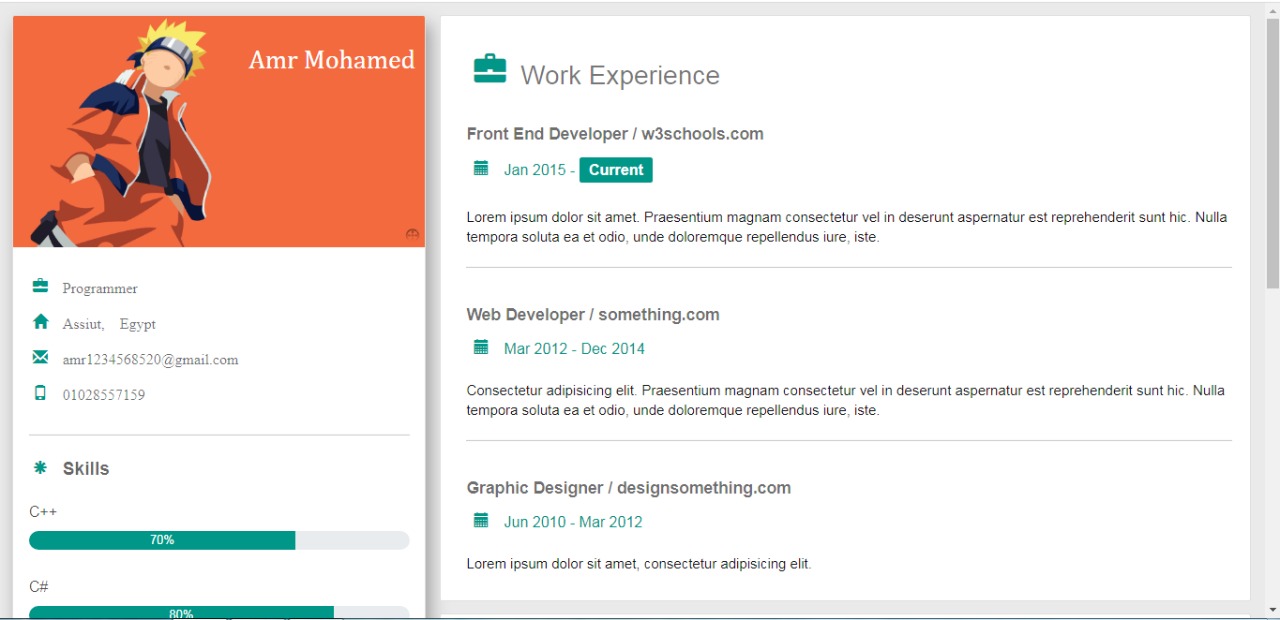 Amr Mohamed
Programmer
Assiut, Egypt
amr1234568520@gmail.com
01028557159
Skills
C++
70%
C#
80%
Work Experience
Front End Developer / w3schools.com
Jan 2015 - Current
Lorem ipsum dolor sit amet. Praesentium magnam consectetur vel in deserunt aspernatur est reprehenderit sunt hic. Nulla
tempora soluta ea et odio, unde doloremque repellendus iure, iste.
Web Developer / something.com
Mar 2012 - Dec 2014
Consectetur adipisicing elit. Praesentium magnam consectetur vel in deserunt aspernatur est reprehenderit sunt hic. Nulla
tempora soluta ea et odio, unde doloremque repellendus iure, iste.
Graphic Designer / designsomething.com
Jun 2010 - Mar 2012
Lorem ipsum dolor sit amet, consectetur adipisicing elit.